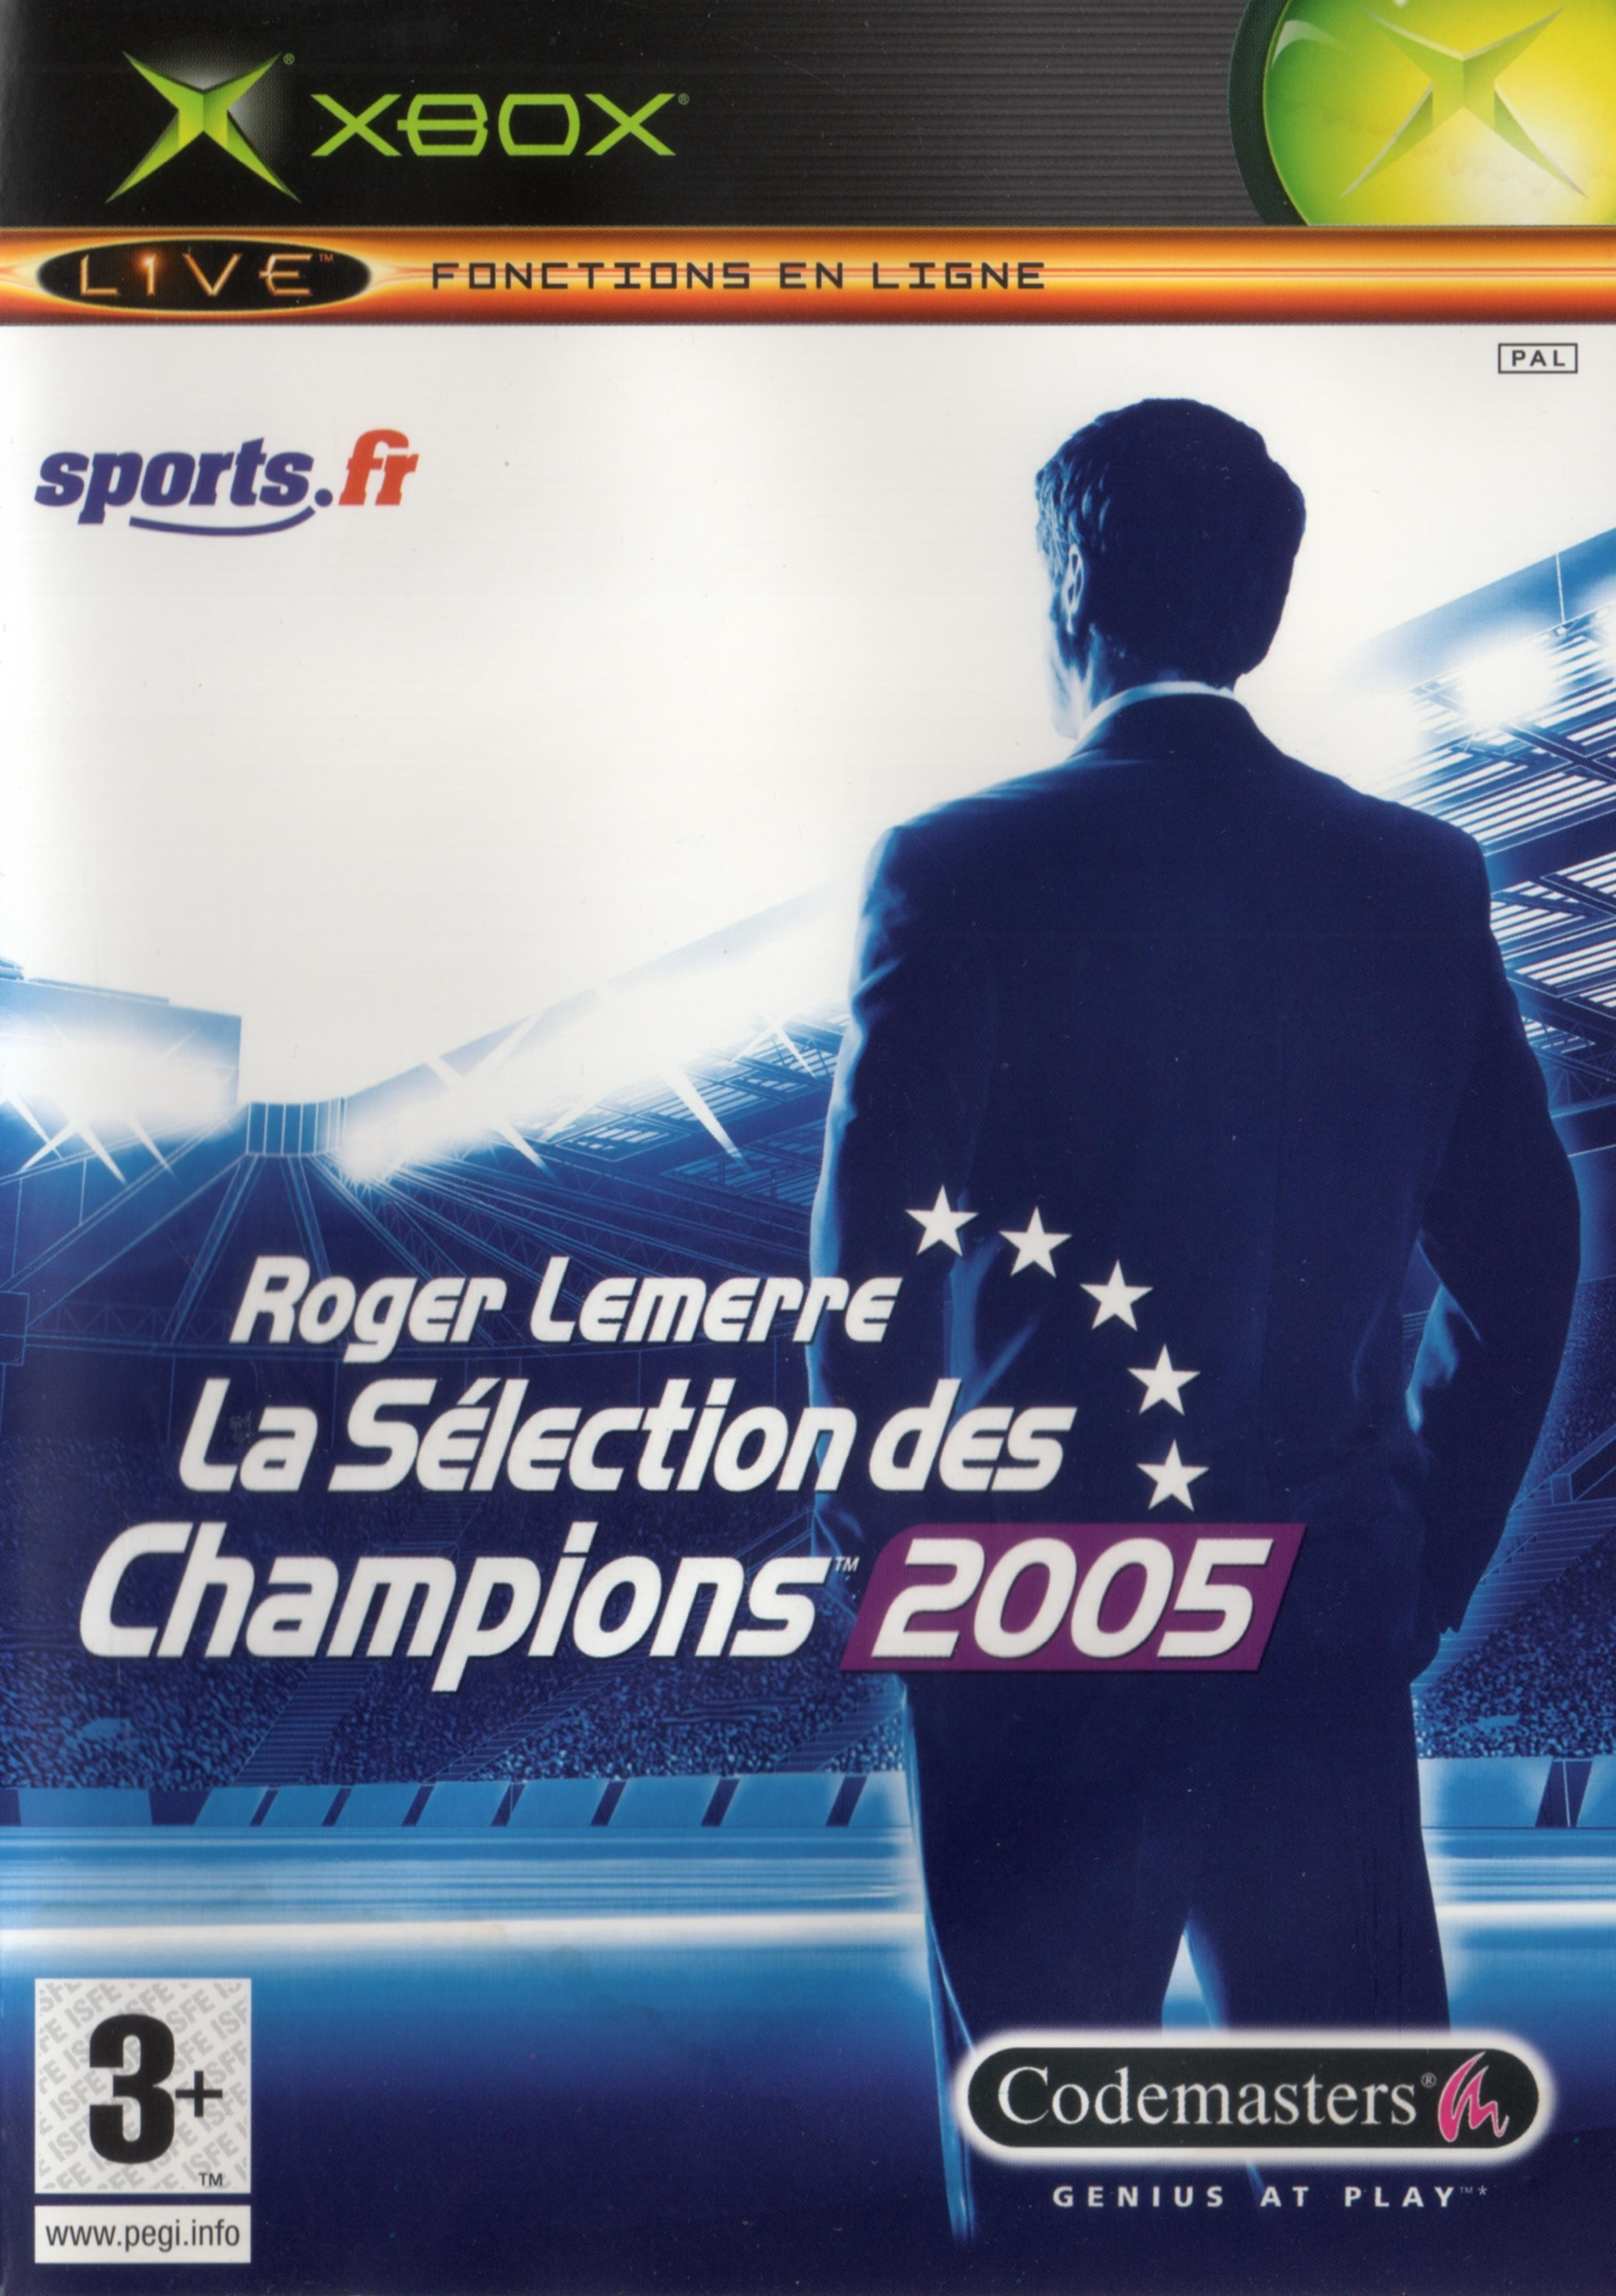 XBOX®
LIVE™ FONCTIONS EN LIGNE
PAL
sports.fr
Roger Lemerre
La Sélection des
Champions™ 2005
3+
™
www.pegi.info
Codemasters®
GENIUS AT PLAY™*